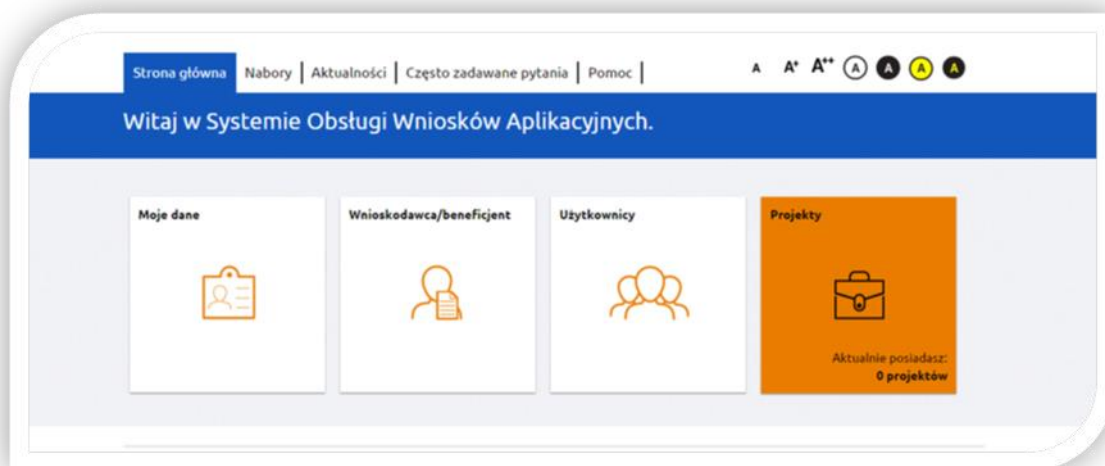 Strona główna Nabory Aktualności Często zadawane pytania Pomoc A A+ A++ A A A A
Witaj w Systemie Obsługi Wniosków Aplikacyjnych.
Moje dane Wnioskodawca/beneficjent Użytkownicy Projekty
Aktualnie posiadasz:
0 projektów